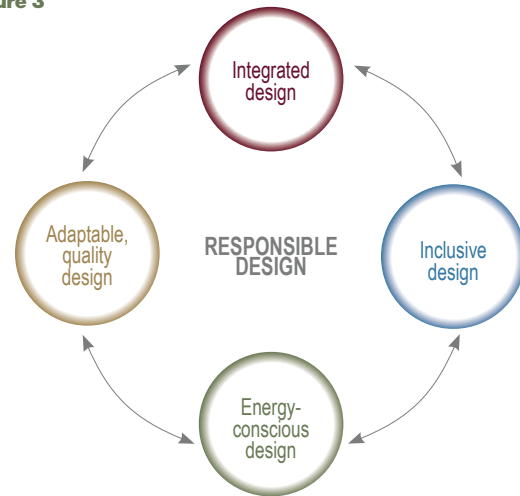 ure 3
Integrated
design
Adaptable,
quality
design
RESPONSIBLE
DESIGN
Inclusive
design
Energy-
conscious
design